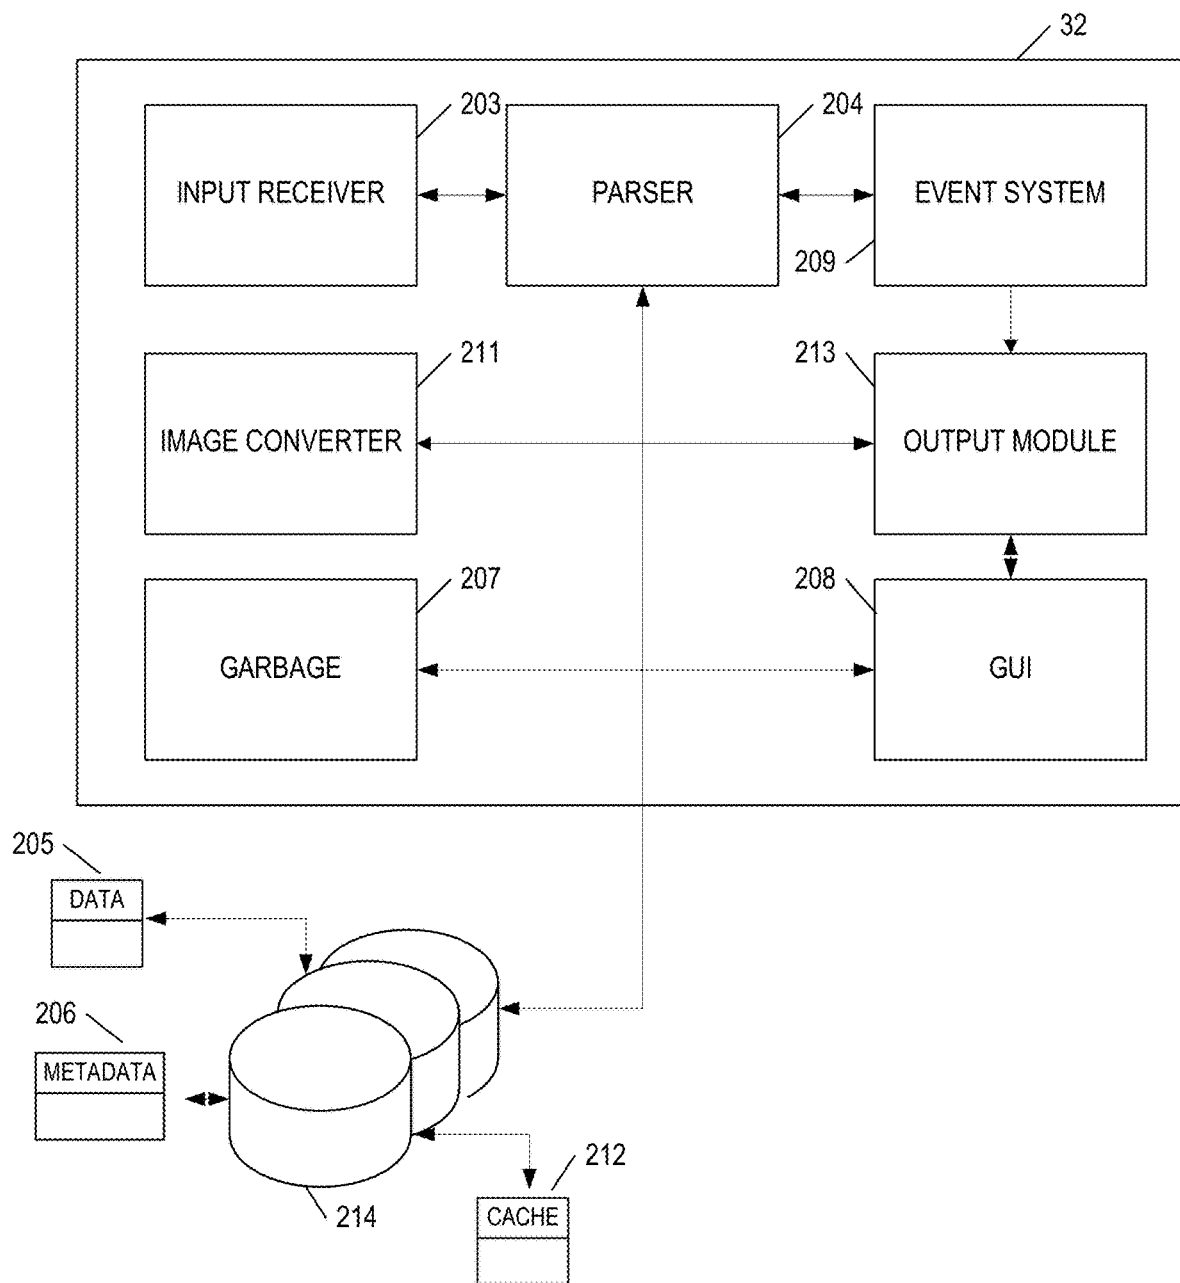 32
203
204
INPUT RECEIVER
PARSER
EVENT SYSTEM
209
211
213
IMAGE CONVERTER
OUTPUT MODULE
207
208
GARBAGE
GUI
205
DATA
206
METADATA
212
214
CACHE